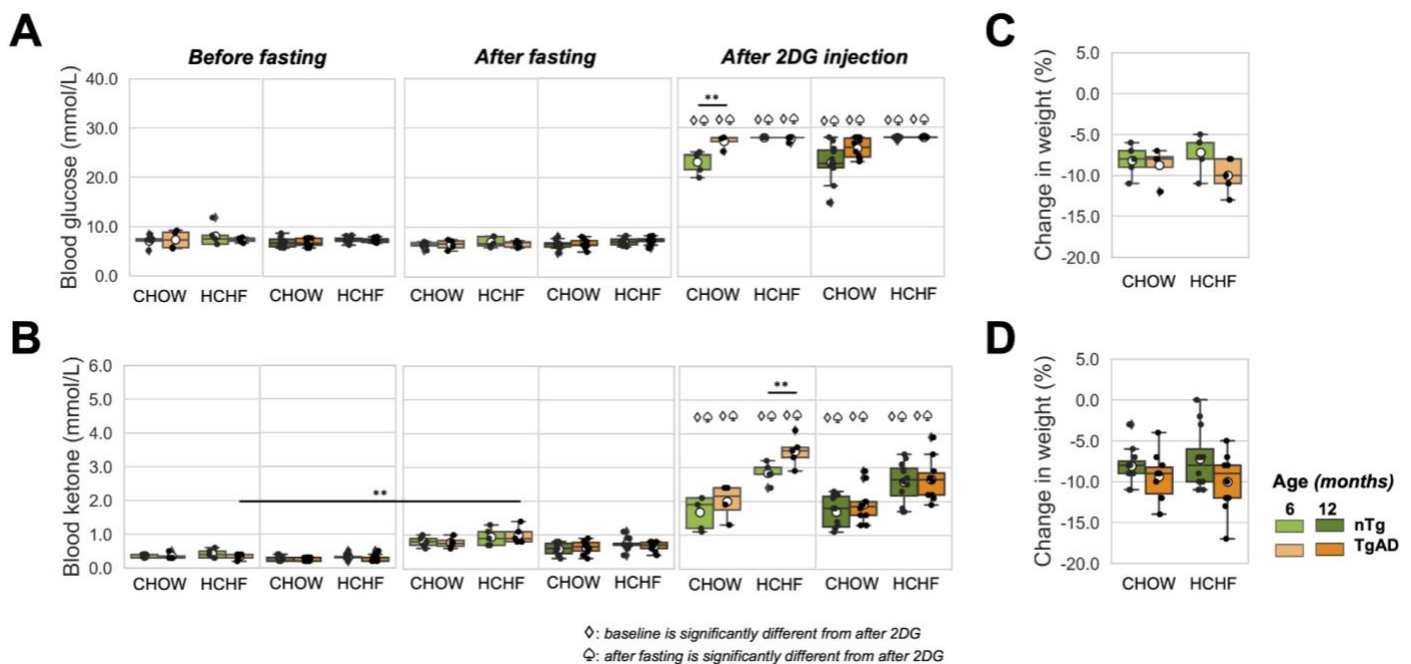 A
Before fasting
After fasting
After 2DG injection
Blood glucose (mmol/L)
40.0
30.0
20.0
10.0
0.0
**
◊♤ ◊♤ ◊♤ ◊♤ ◊♤ ◊♤ ◊♤ ◊♤
CHOW HCHF CHOW HCHF CHOW HCHF CHOW HCHF CHOW HCHF CHOW HCHF
B
Blood ketone (mmol/L)
6.0
5.0
4.0
3.0
2.0
1.0
0.0
**
**
◊♤ ◊♤ ◊♤ ◊♤ ◊♤ ◊♤ ◊♤ ◊♤
CHOW HCHF CHOW HCHF CHOW HCHF CHOW HCHF CHOW HCHF CHOW HCHF
◊: baseline is significantly different from after 2DG
♤: after fasting is significantly different from after 2DG
C
Change in weight (%)
5.0
0.0
-5.0
-10.0
-15.0
-20.0
CHOW HCHF
D
Change in weight (%)
5.0
0.0
-5.0
-10.0
-15.0
-20.0
CHOW HCHF
Age (months)
6 12
nTg
TgAD